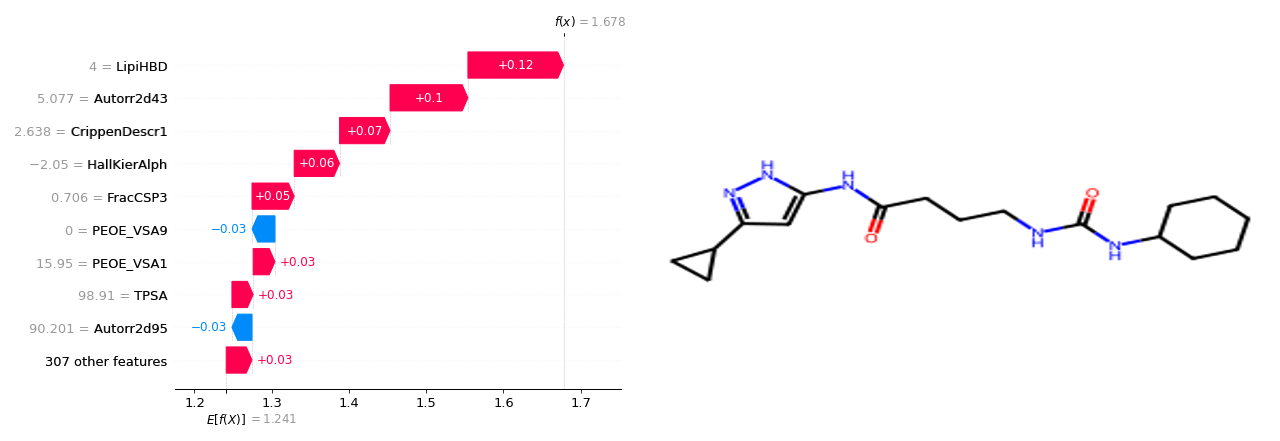 f(x) = 1.678
4 = LipiHBD
+0.12
5.077 = Autorr2d43
+0.1
2.638 = CrippenDescr1
+0.07
−2.05 = HallKierAlph
+0.06
0.706 = FracCSP3
+0.05
0 = PEOE_VSA9
−0.03
15.95 = PEOE_VSA1
+0.03
98.91 = TPSA
+0.03
90.201 = Autorr2d95
−0.03
307 other features
+0.03
1.2 1.3 1.4 1.5 1.6 1.7
E[f(X)] = 1.241
H
N
N
H
N
O
N
H
O
N
H